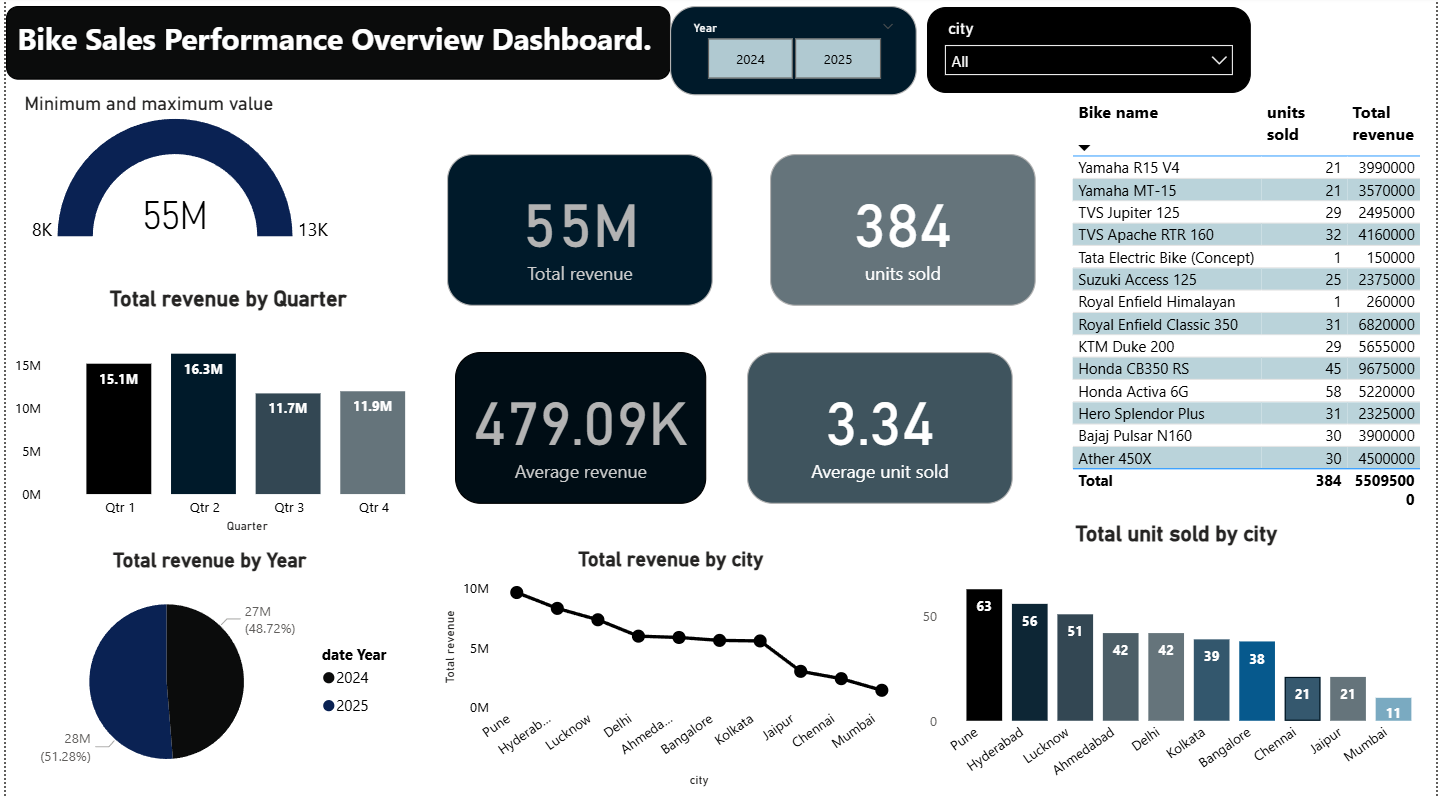 Bike Sales Performance Overview Dashboard.
Year
2024
2025
city
All
Minimum and maximum value
55M
8K
13K
55M
Total revenue
384
units sold
479.09K
Average revenue
3.34
Average unit sold
Bike name units sold Total revenue
Yamaha R15 V4 21 3990000
Yamaha MT-15 21 3570000
TVS Jupiter 125 29 2495000
TVS Apache RTR 160 32 4160000
Tata Electric Bike (Concept) 1 150000
Suzuki Access 125 25 2375000
Royal Enfield Himalayan 1 260000
Royal Enfield Classic 350 31 6820000
KTM Duke 200 29 5655000
Honda CB350 RS 45 9675000
Honda Activa 6G 58 5220000
Hero Splendor Plus 31 2325000
Bajaj Pulsar N160 30 3900000
Ather 450X 30 4500000
Total 384 5509500
0
Total revenue by Quarter
15M
10M
5M
0M
15.1M
16.3M
11.7M
11.9M
Qtr 1 Qtr 2 Qtr 3 Qtr 4
Quarter
Total revenue by Year
27M
(48.72%)
28M
(51.28%)
date Year
2024
2025
Total revenue by city
Total revenue
10M
5M
0M
Pune Hyderab... Lucknow Delhi Ahmeda... Bangalore Kolkata Jaipur Chennai Mumbai
city
Total unit sold by city
50
0
63 56 51 42 42 39 38 21 21 11
Pune Hyderabad Lucknow Ahmedabad Delhi Kolkata Bangalore Chennai Jaipur Mumbai